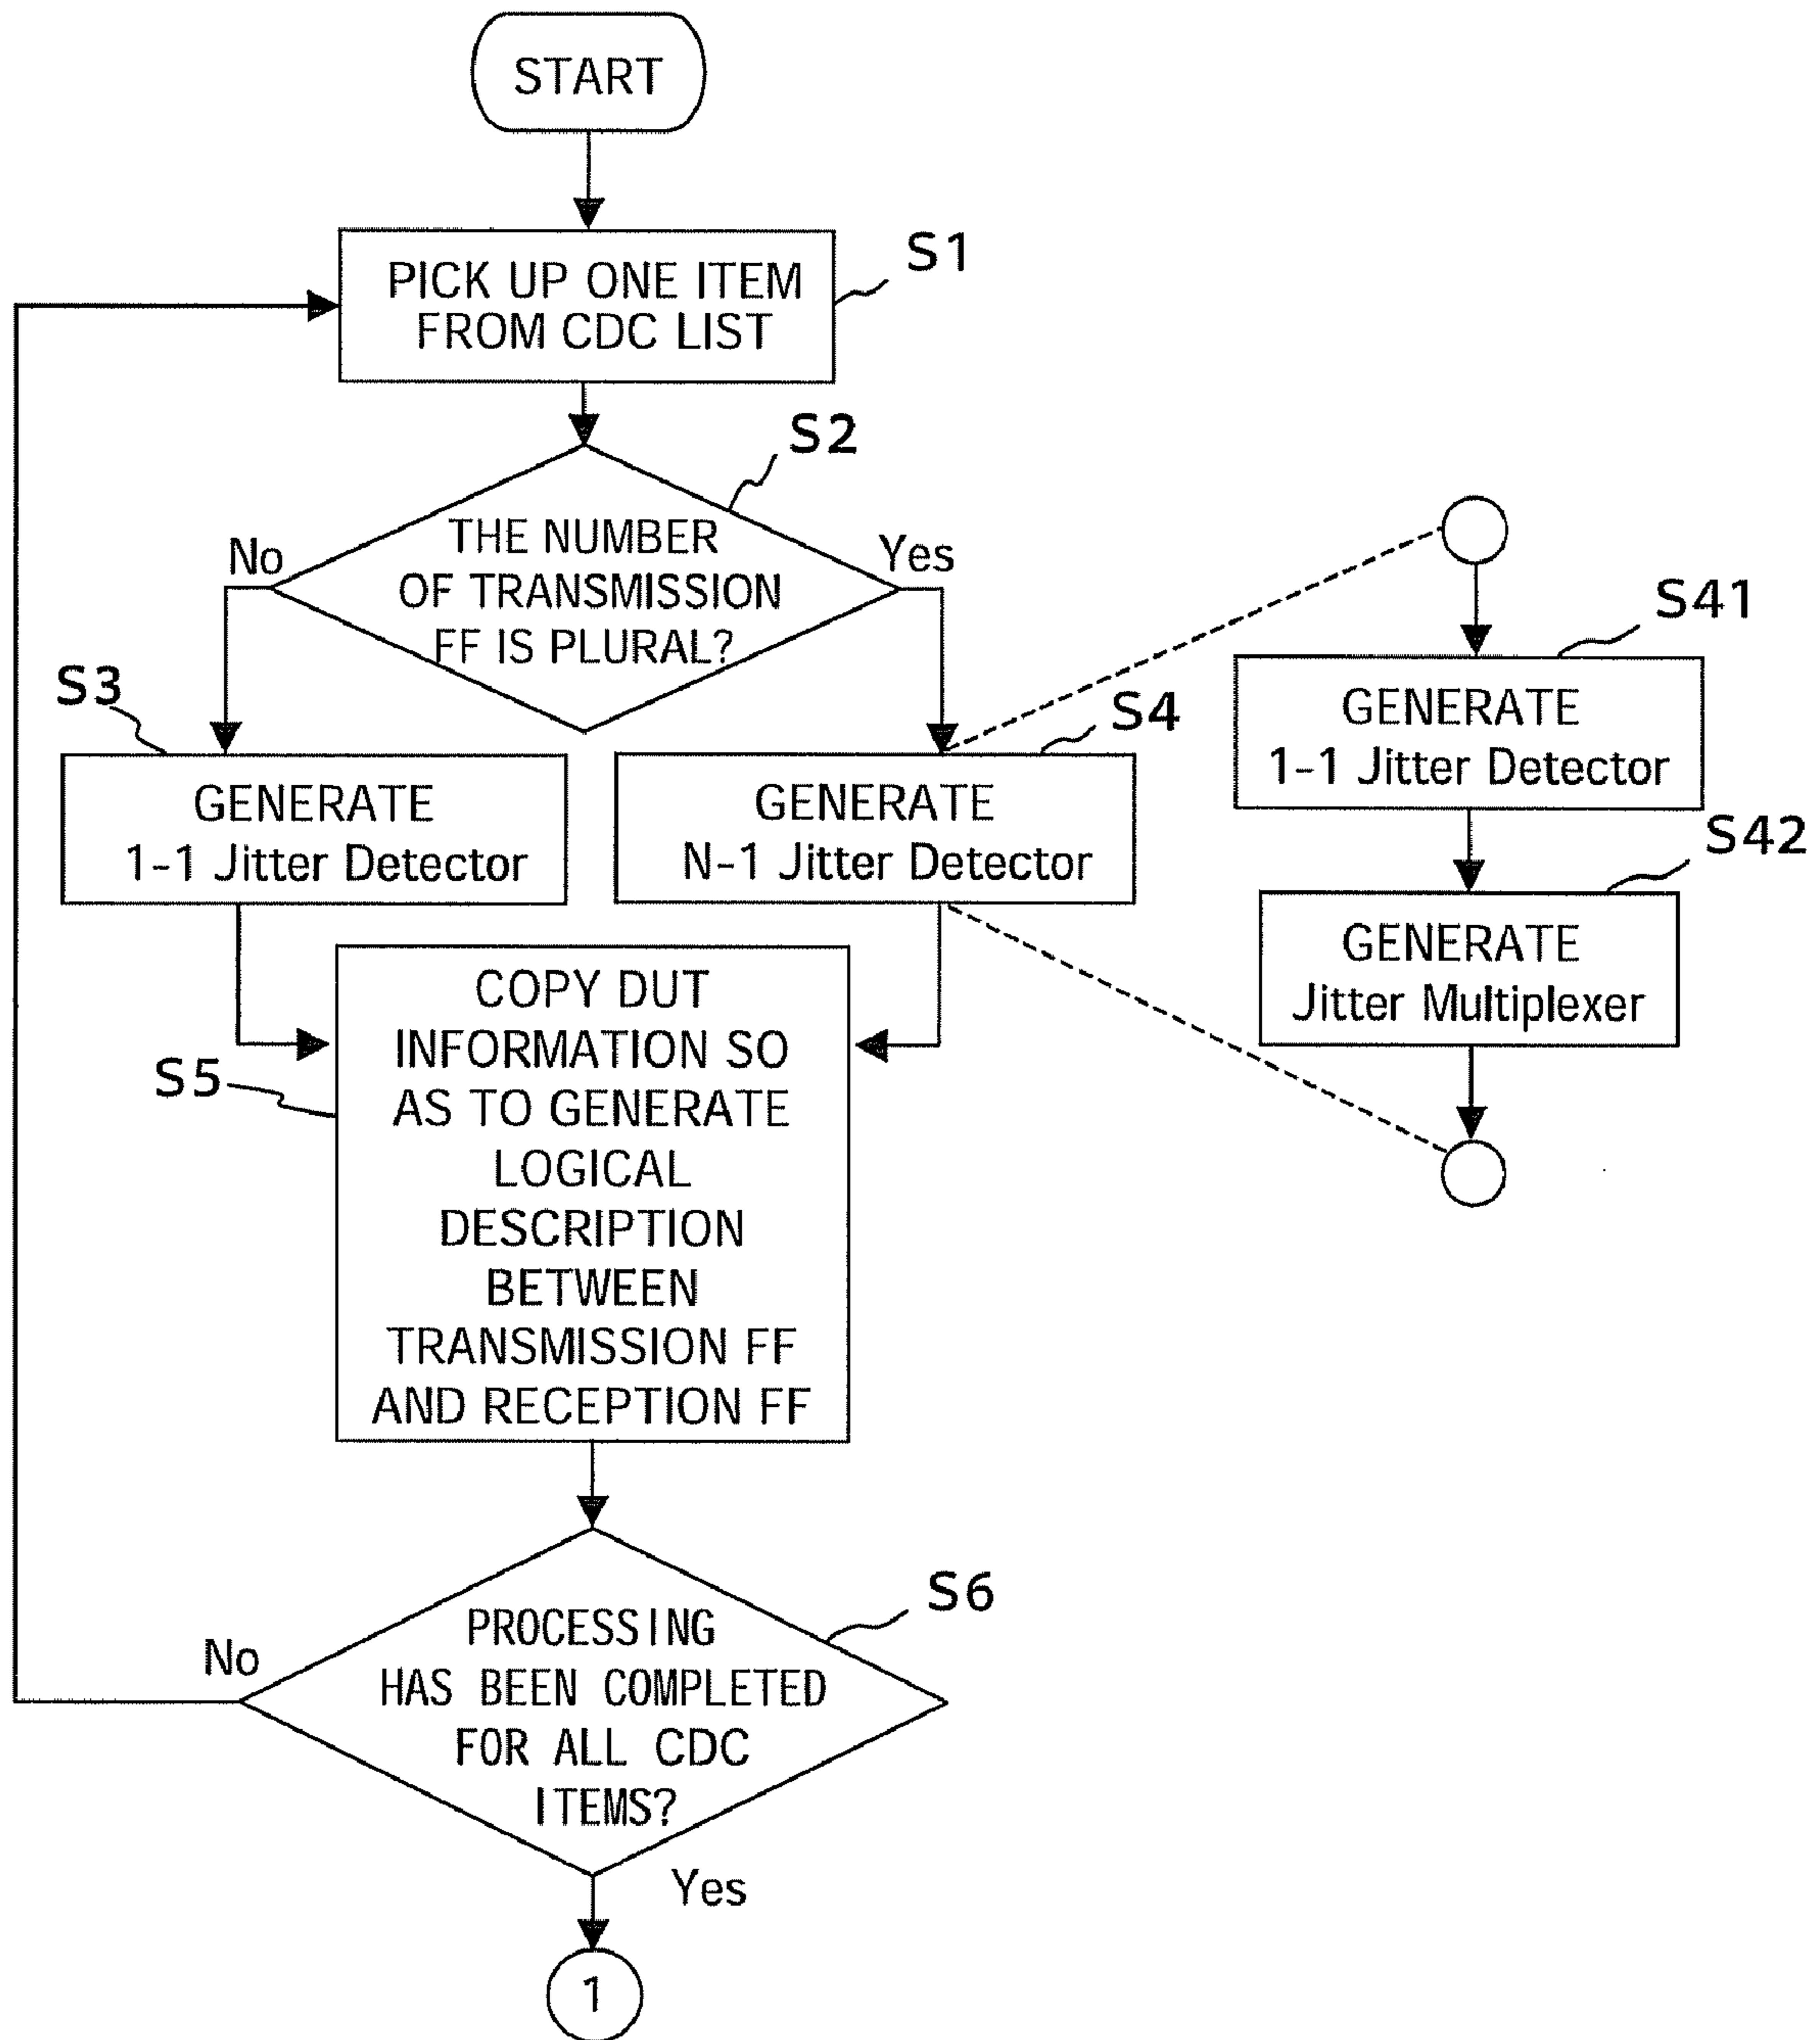 START
S1
PICK UP ONE ITEM
FROM CDC LIST
S2
THE NUMBER
OF TRANSMISSION
FF IS PLURAL?
No
Yes
S3
GENERATE
1-1 Jitter Detector
S4
GENERATE
N-1 Jitter Detector
S41
GENERATE
1-1 Jitter Detector
S42
GENERATE
Jitter Multiplexer
S5
COPY DUT
INFORMATION SO
AS TO GENERATE
LOGICAL
DESCRIPTION
BETWEEN
TRANSMISSION FF
AND RECEPTION FF
S6
PROCESSING
HAS BEEN COMPLETED
FOR ALL CDC
ITEMS?
No
Yes
1